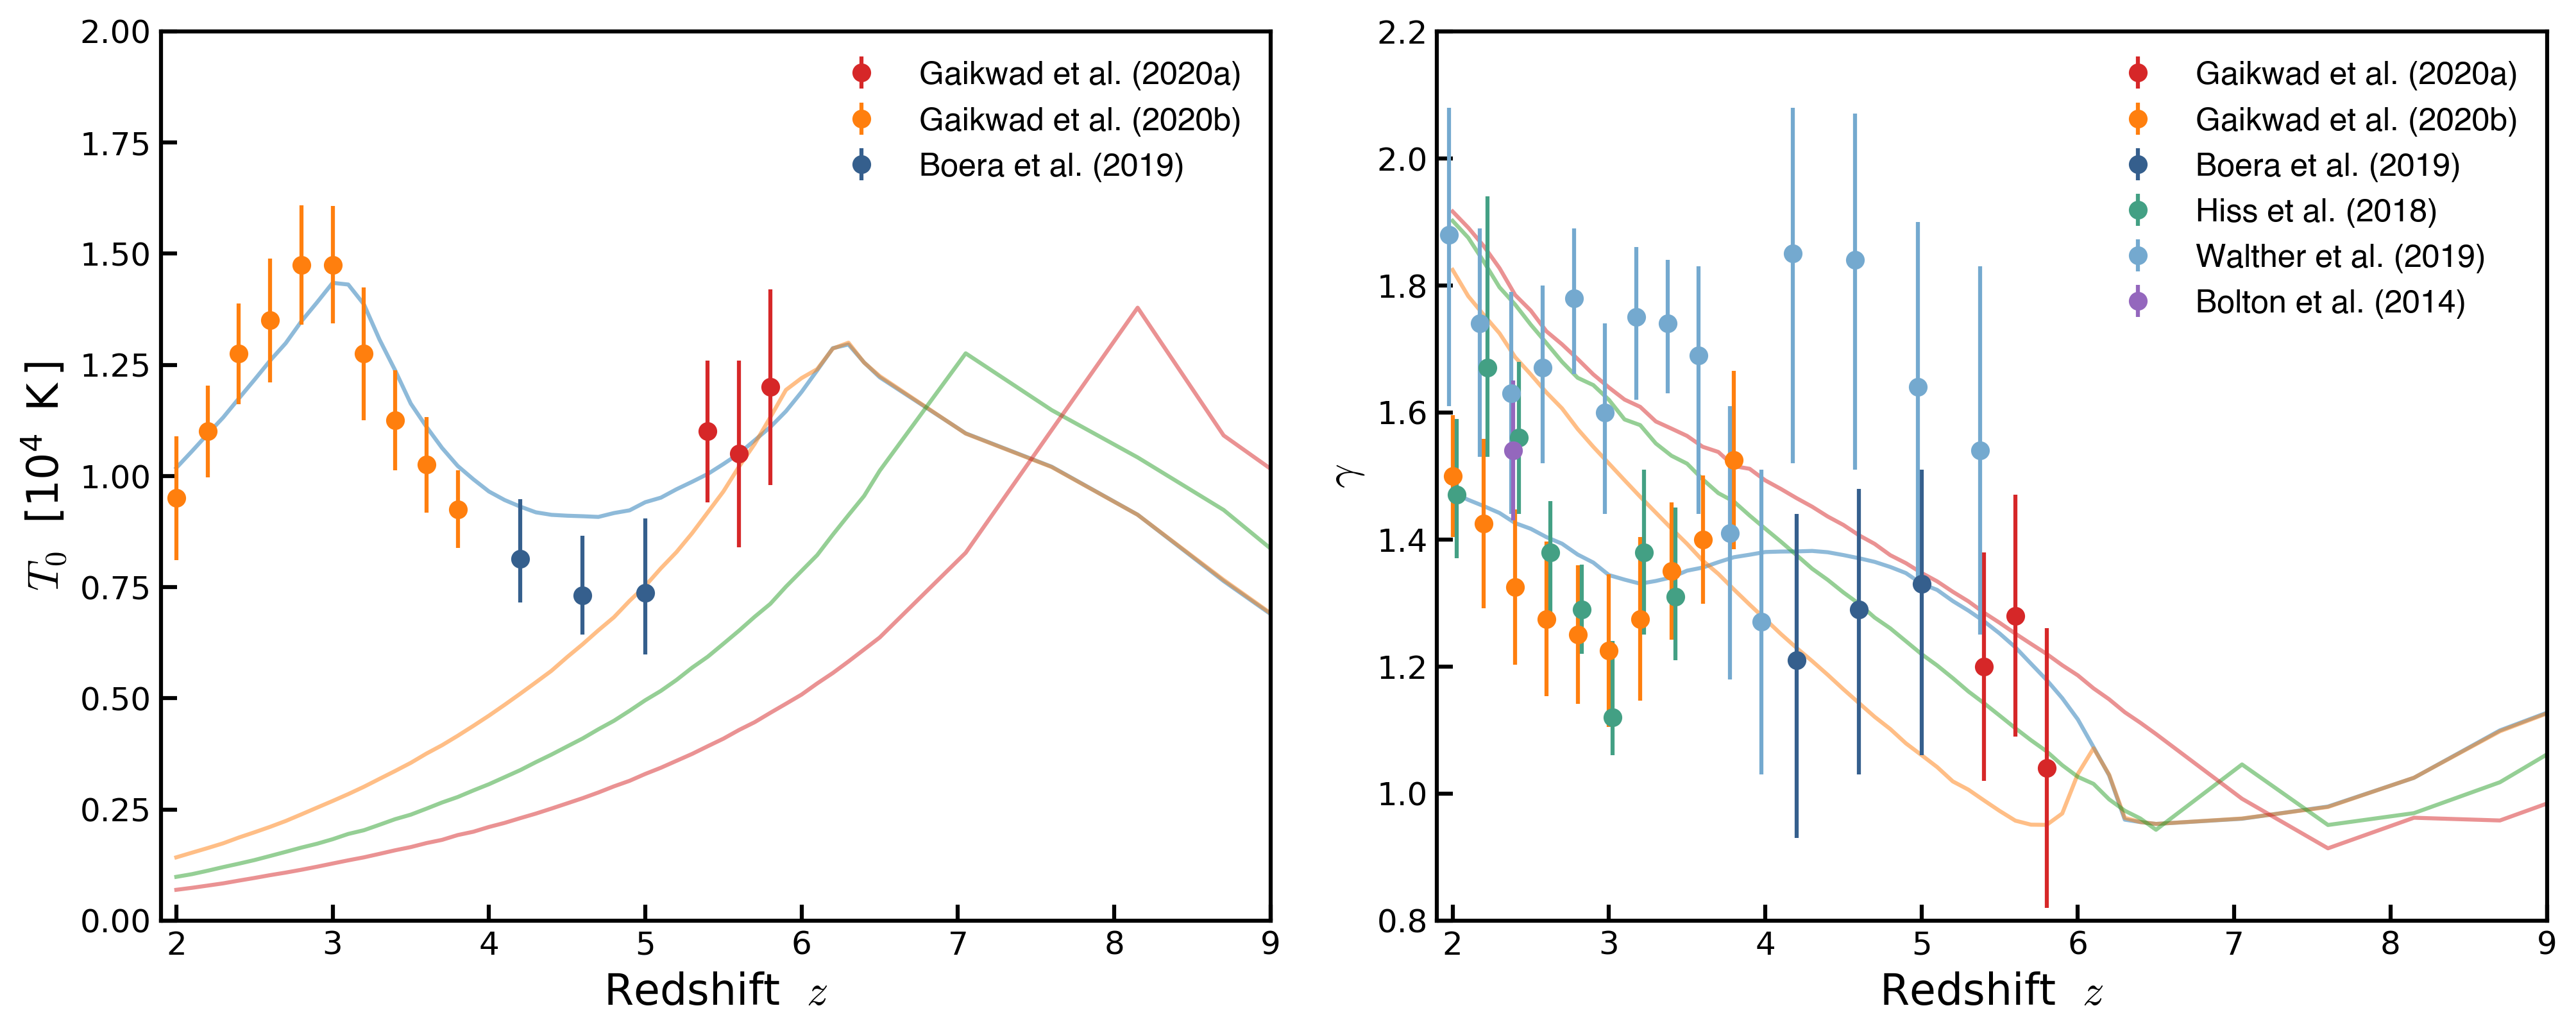 2.00
1.75
1.50
1.25
1.00
0.75
0.50
0.25
0.00
T₀ [10⁴ K]
Gaikwad et al. (2020a)
Gaikwad et al. (2020b)
Boera et al. (2019)
2 3 4 5 6 7 8 9
Redshift z
2.2
2.0
1.8
1.6
1.4
1.2
1.0
0.8
γ
Gaikwad et al. (2020a)
Gaikwad et al. (2020b)
Boera et al. (2019)
Hiss et al. (2018)
Walther et al. (2019)
Bolton et al. (2014)
2 3 4 5 6 7 8 9
Redshift z